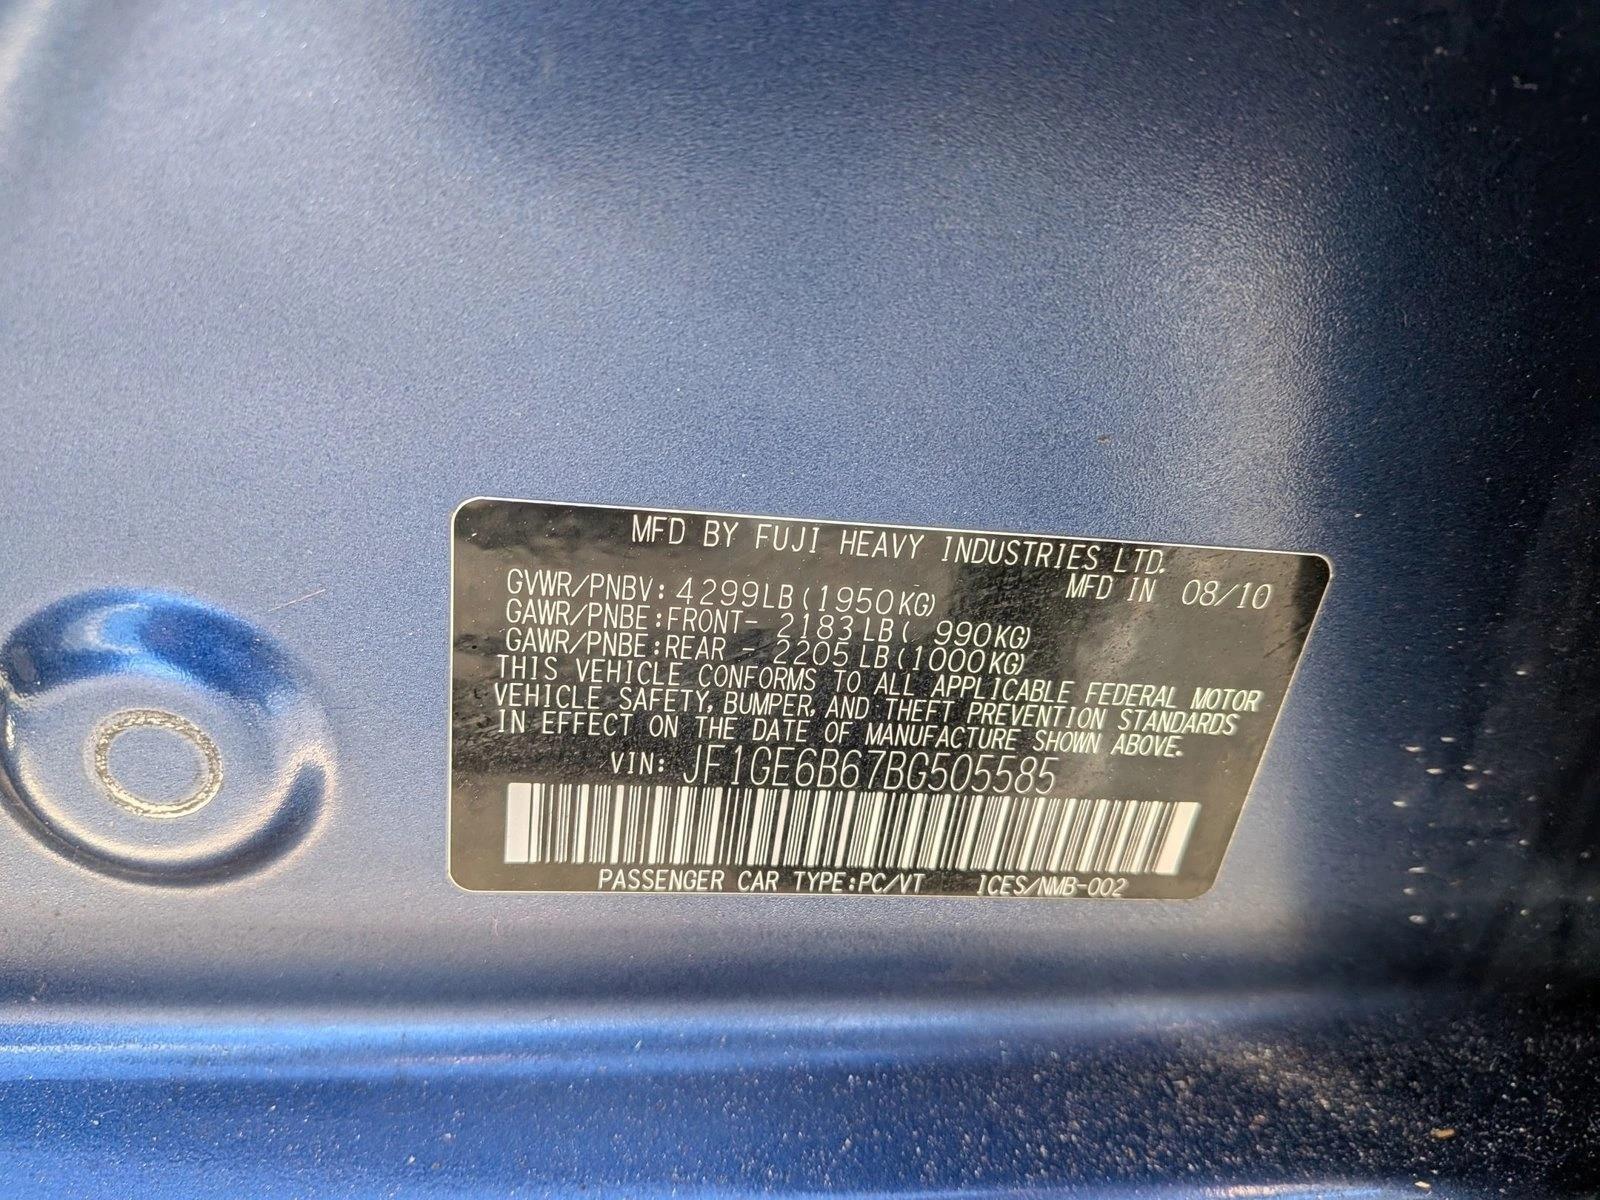 MFD BY FUJI HEAVY INDUSTRIES LTD.
MFD IN 08/10
GVWR/PNBV: 4299LB (1950KG)
GAWR/PNBE:FRONT- 2183LB( 990KG)
GAWR/PNBE:REAR - 2205LB(1000KG)
THIS VEHICLE CONFORMS TO ALL APPLICABLE FEDERAL MOTOR
VEHICLE SAFETY, BUMPER, AND THEFT PREVENTION STANDARDS
IN EFFECT ON THE DATE OF MANUFACTURE SHOWN ABOVE.
VIN: JF1GE6B67BG505585
PASSENGER CAR TYPE:PC/VT ICES/NMB-002